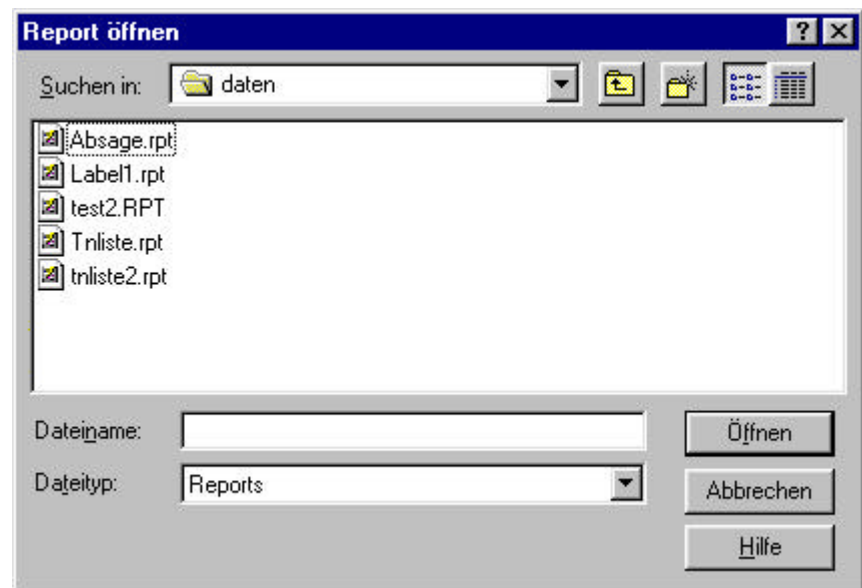 Report öffnen
Suchen in: daten
Absage.rpt
Label1.rpt
test2.RPT
Tnliste.rpt
tnliste2.rpt
Dateiname: Öffnen
Dateityp: Reports
Abbrechen
Hilfe